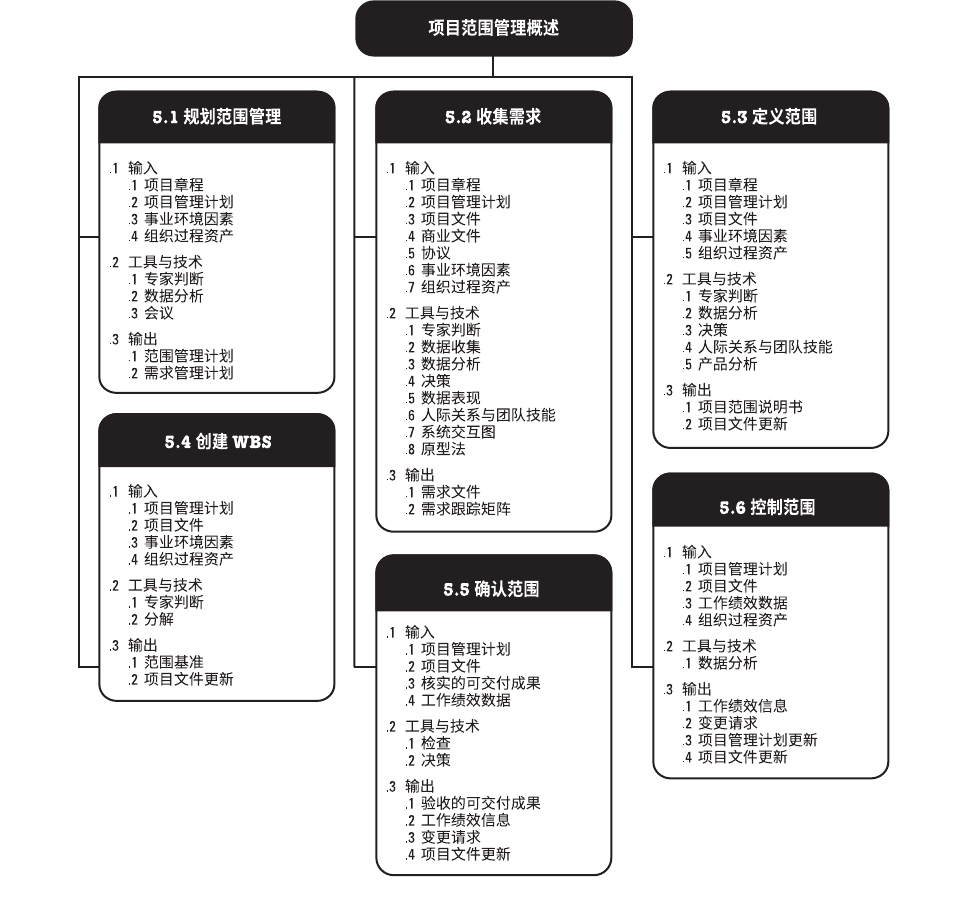 项目范围管理概述
5.1 规划范围管理
.1 输入
.1 项目章程
.2 项目管理计划
.3 事业环境因素
.4 组织过程资产
.2 工具与技术
.1 专家判断
.2 数据分析
.3 会议
.3 输出
.1 范围管理计划
.2 需求管理计划
5.2 收集需求
.1 输入
.1 项目章程
.2 项目管理计划
.3 项目文件
.4 商业文件
.5 协议
.6 事业环境因素
.7 组织过程资产
.2 工具与技术
.1 专家判断
.2 数据收集
.3 数据分析
.4 决策
.5 数据表现
.6 人际关系与团队技能
.7 系统交互图
.8 原型法
.3 输出
.1 需求文件
.2 需求跟踪矩阵
5.3 定义范围
.1 输入
.1 项目章程
.2 项目管理计划
.3 项目文件
.4 事业环境因素
.5 组织过程资产
.2 工具与技术
.1 专家判断
.2 数据分析
.3 决策
.4 人际关系与团队技能
.5 产品分析
.3 输出
.1 项目范围说明书
.2 项目文件更新
5.4 创建 WBS
.1 输入
.1 项目管理计划
.2 项目文件
.3 事业环境因素
.4 组织过程资产
.2 工具与技术
.1 专家判断
.2 分解
.3 输出
.1 范围基准
.2 项目文件更新
5.5 确认范围
.1 输入
.1 项目管理计划
.2 项目文件
.3 核实的可交付成果
.4 工作绩效数据
.2 工具与技术
.1 检查
.2 决策
.3 输出
.1 验收的可交付成果
.2 工作绩效信息
.3 变更请求
.4 项目文件更新
5.6 控制范围
.1 输入
.1 项目管理计划
.2 项目文件
.3 工作绩效数据
.4 组织过程资产
.2 工具与技术
.1 数据分析
.3 输出
.1 工作绩效信息
.2 变更请求
.3 项目管理计划更新
.4 项目文件更新